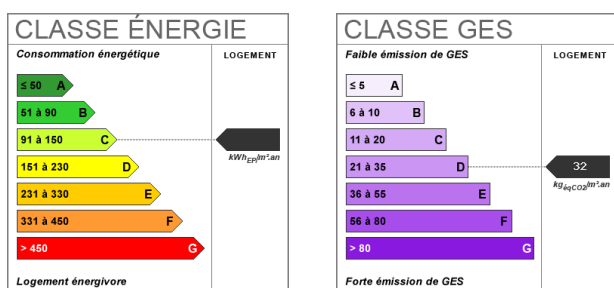 CLASSE ÉNERGIE
Consommation énergétique
LOGEMENT
≤ 50 A
51 à 90 B
91 à 150 C
151 à 230 D
231 à 330 E
331 à 450 F
> 450 G
kWhEP/m².an
Logement énergivore
CLASSE GES
Faible émission de GES
LOGEMENT
≤ 5 A
6 à 10 B
11 à 20 C
21 à 35 D
36 à 55 E
56 à 80 F
> 80 G
32
kgéqCO2/m².an
Forte émission de GES